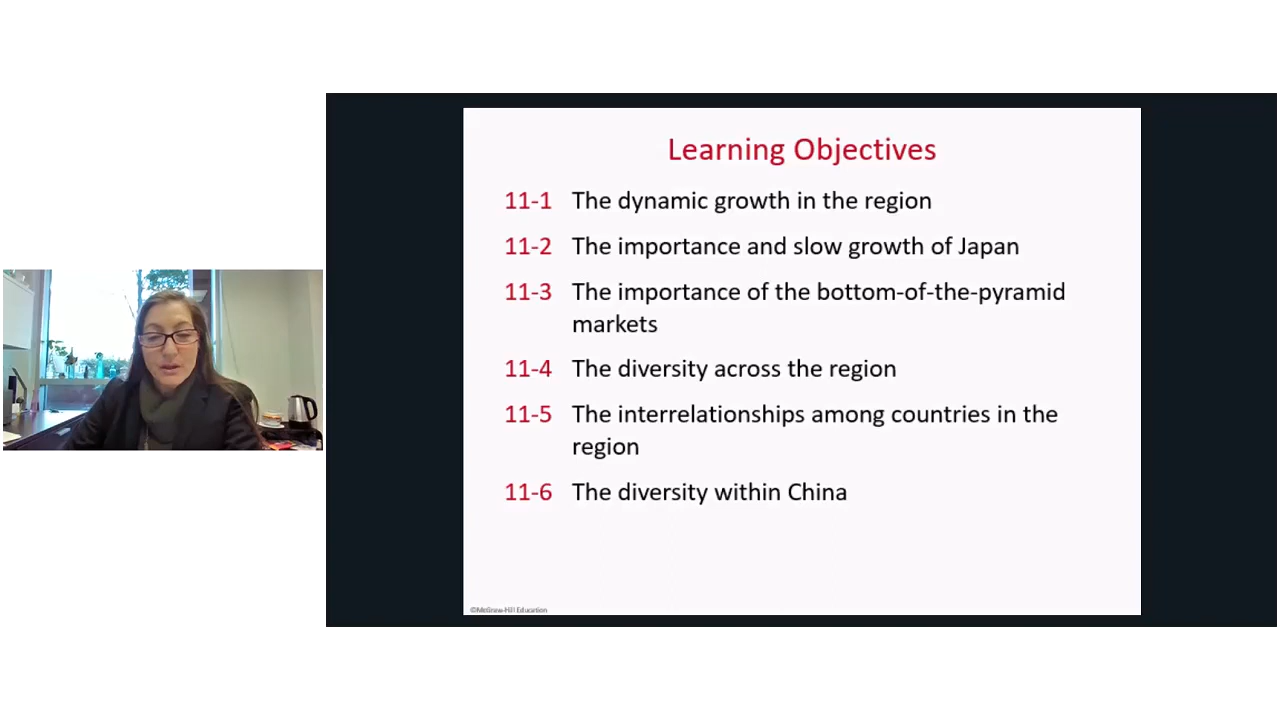 Learning Objectives
11-1 The dynamic growth in the region
11-2 The importance and slow growth of Japan
11-3 The importance of the bottom-of-the-pyramid
markets
11-4 The diversity across the region
11-5 The interrelationships among countries in the
region
11-6 The diversity within China
©McGraw-Hill Education